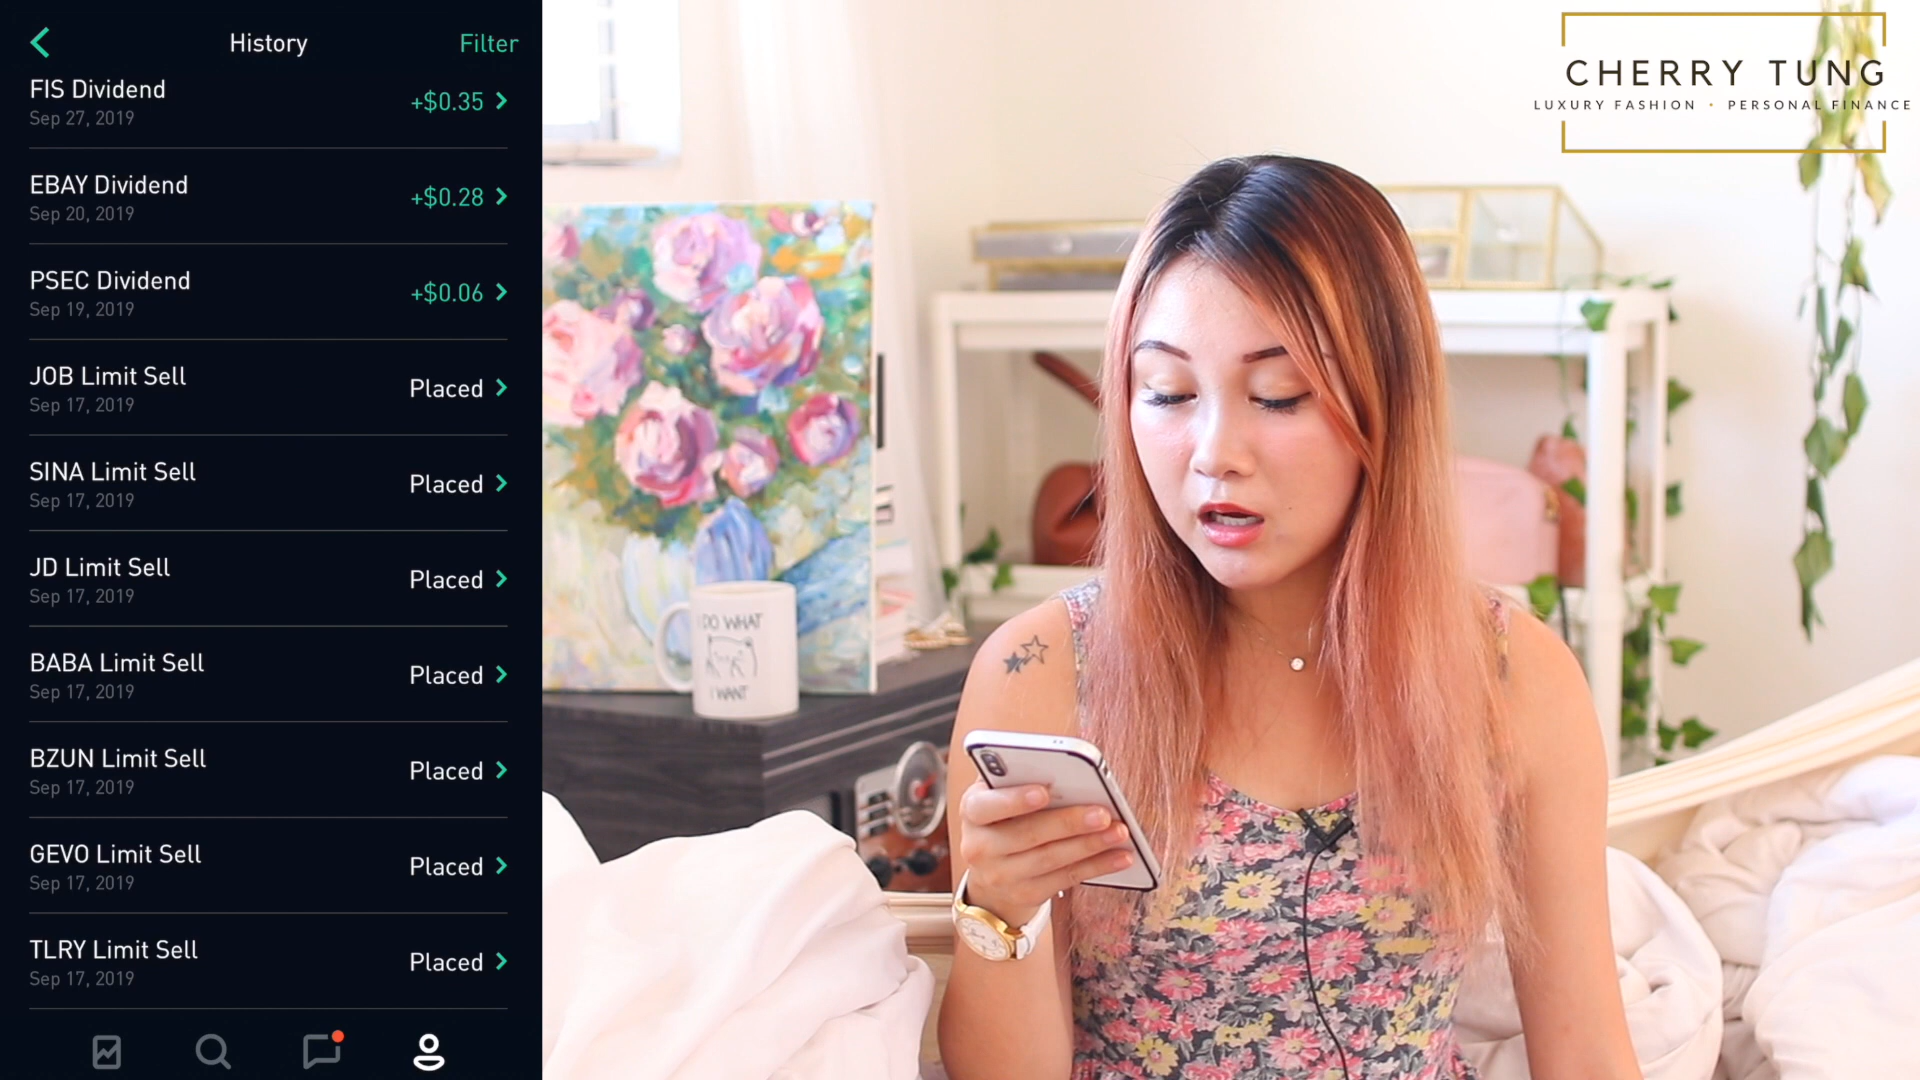 History
Filter
FIS Dividend
Sep 27, 2019
+$0.35
EBAY Dividend
Sep 20, 2019
+$0.28
PSEC Dividend
Sep 19, 2019
+$0.06
JOB Limit Sell
Sep 17, 2019
Placed
SINA Limit Sell
Sep 17, 2019
Placed
JD Limit Sell
Sep 17, 2019
Placed
BABA Limit Sell
Sep 17, 2019
Placed
BZUN Limit Sell
Sep 17, 2019
Placed
GEVO Limit Sell
Sep 17, 2019
Placed
TLRY Limit Sell
Sep 17, 2019
Placed
CHERRY TUNG
LUXURY FASHION • PERSONAL FINANCE
I DO WHAT
I WANT